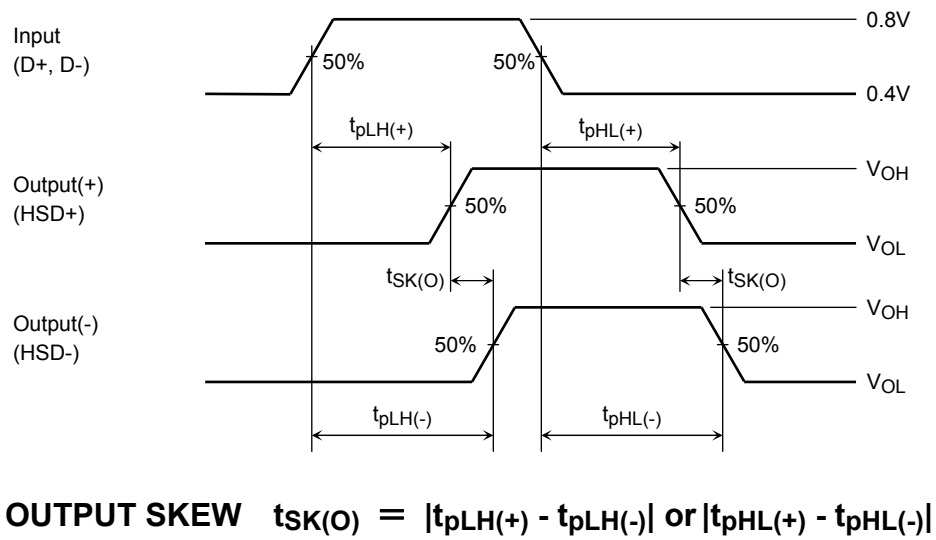 Input
(D+, D-)
50%
50%
0.8V
0.4V
tpLH(+)
tpHL(+)
Output(+)
(HSD+)
50%
50%
VOH
VOL
tSK(O)
tSK(O)
Output(-)
(HSD-)
50%
50%
VOH
VOL
tpLH(-)
tpHL(-)
OUTPUT SKEW tSK(O) = |tpLH(+) - tpLH(-)| or |tpHL(+) - tpHL(-)|